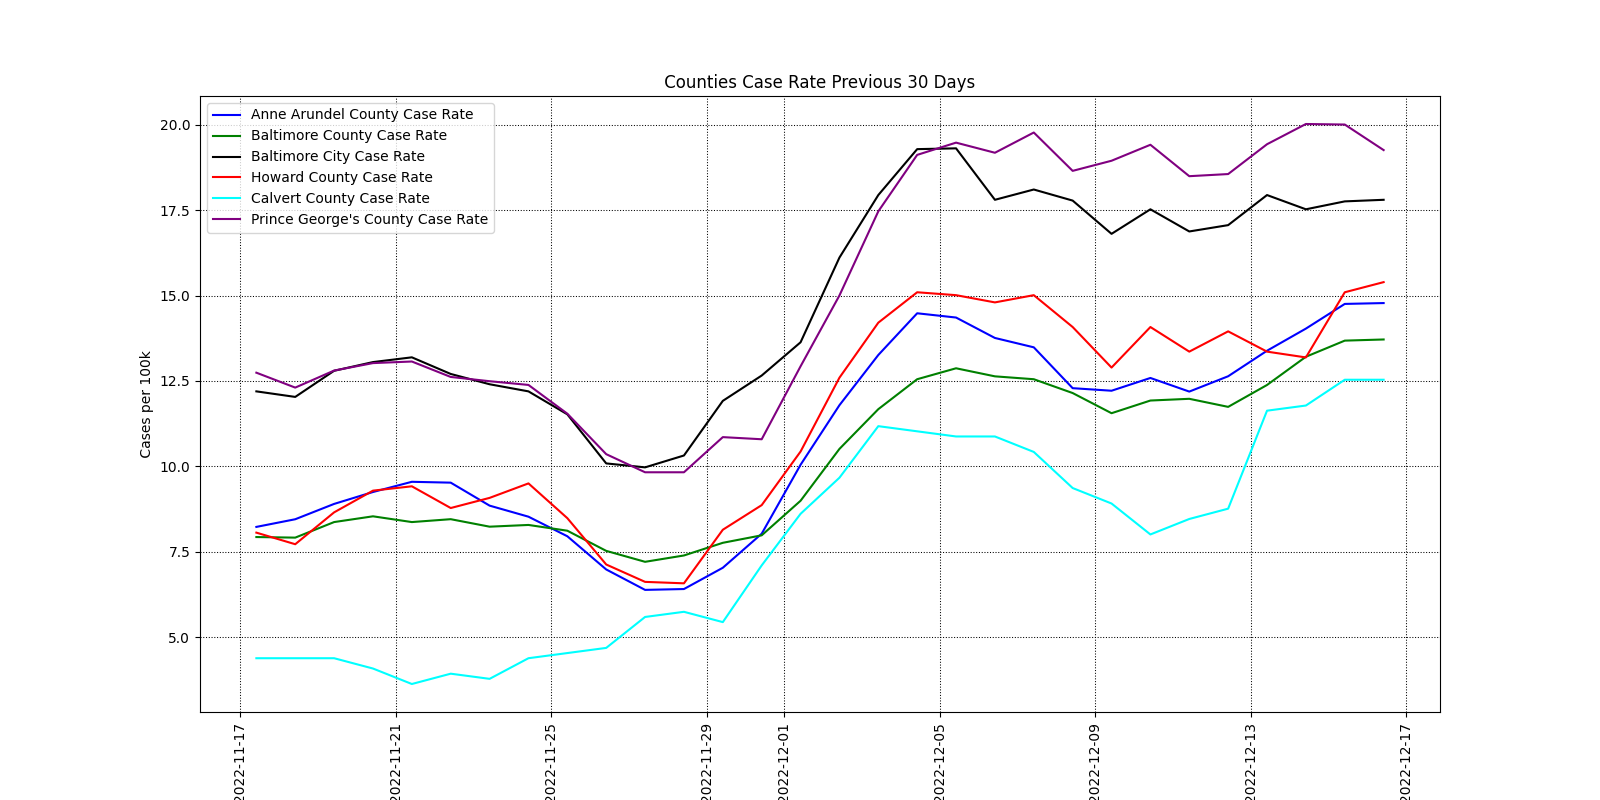 Counties Case Rate Previous 30 Days
Anne Arundel County Case Rate
Baltimore County Case Rate
Baltimore City Case Rate
Howard County Case Rate
Calvert County Case Rate
Prince George's County Case Rate
Cases per 100k
20.0
17.5
15.0
12.5
10.0
7.5
5.0
2022-11-17
2022-11-21
2022-11-25
2022-11-29
2022-12-01
2022-12-05
2022-12-09
2022-12-13
2022-12-17